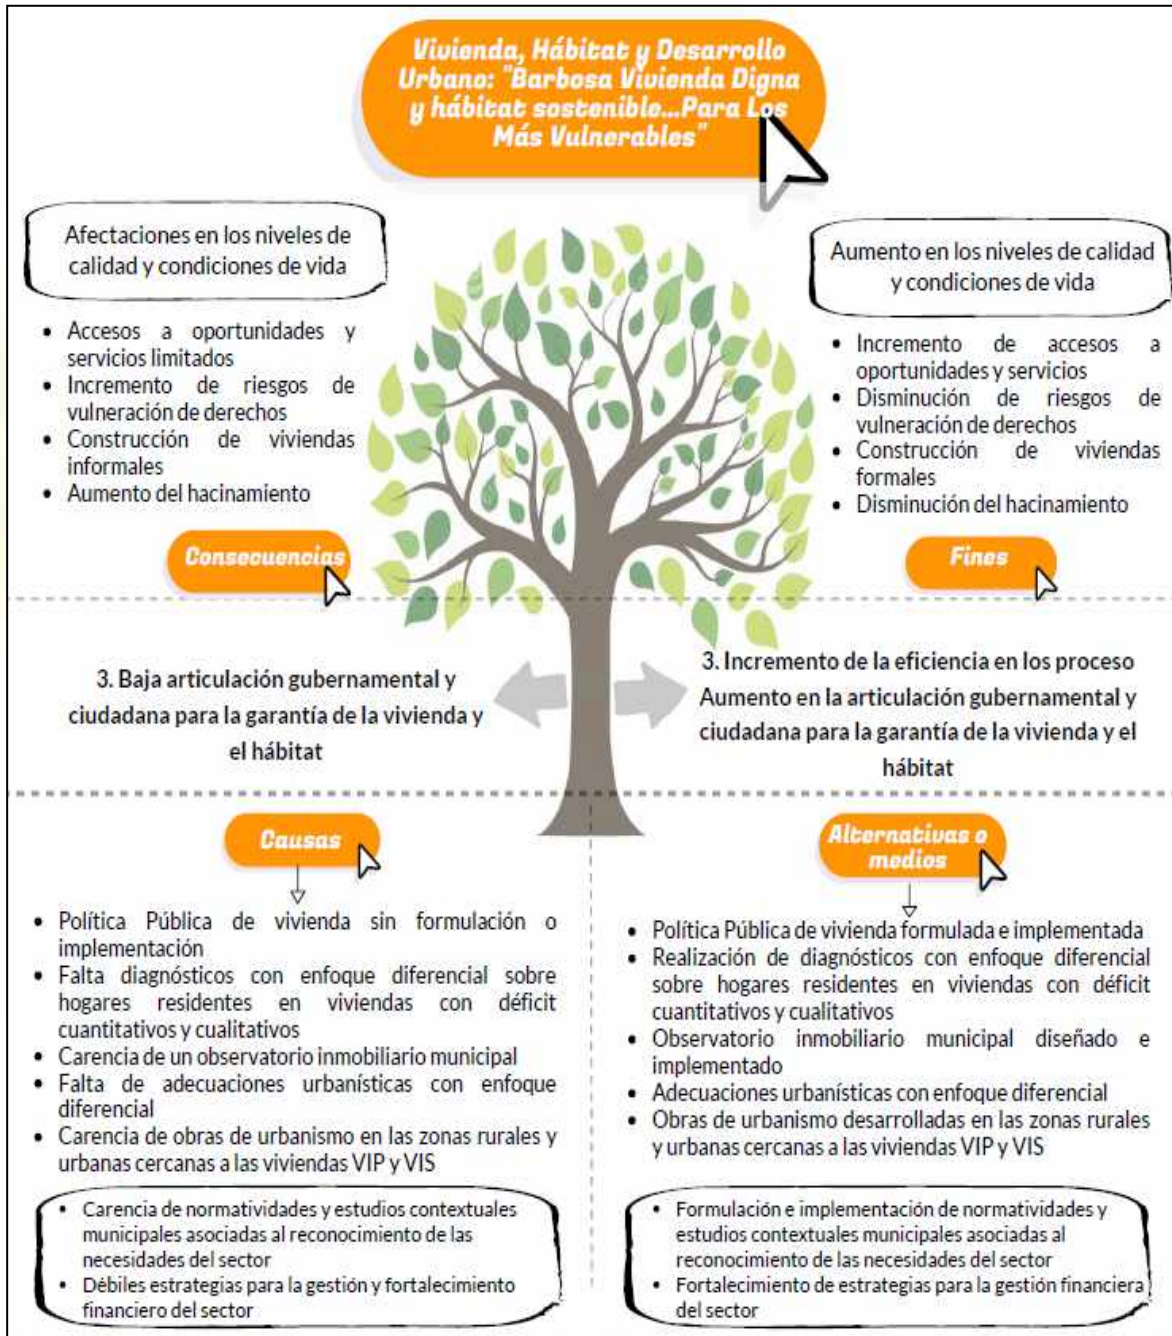 Vivienda, Hábitat y Desarrollo
Urbano: "Barbosa Vivienda Digna
y hábitat sostenible...Para Los
Más Vulnerables"
Afectaciones en los niveles de
calidad y condiciones de vida
• Accesos a oportunidades y
servicios limitados
• Incremento de riesgos de
vulneración de derechos
• Construcción de viviendas
informales
• Aumento del hacinamiento
Consecuencias
Aumento en los niveles de calidad
y condiciones de vida
• Incremento de accesos a
oportunidades y servicios
• Disminución de riesgos de
vulneración de derechos
• Construcción de viviendas
formales
• Disminución del hacinamiento
Fines
3. Baja articulación gubernamental y
ciudadana para la garantía de la vivienda y
el hábitat
3. Incremento de la eficiencia en los proceso
Aumento en la articulación gubernamental y
ciudadana para la garantía de la vivienda y el
hábitat
Causas
• Política Pública de vivienda sin formulación o
implementación
• Falta diagnósticos con enfoque diferencial sobre
hogares residentes en viviendas con déficit
cuantitativos y cualitativos
• Carencia de un observatorio inmobiliario municipal
• Falta de adecuaciones urbanísticas con enfoque
diferencial
• Carencia de obras de urbanismo en las zonas rurales y
urbanas cercanas a las viviendas VIP y VIS
• Carencia de normatividades y estudios contextuales
municipales asociadas al reconocimiento de las
necesidades del sector
• Débiles estrategias para la gestión y fortalecimiento
financiero del sector
Alternativas o
medios
• Política Pública de vivienda formulada e implementada
• Realización de diagnósticos con enfoque diferencial
sobre hogares residentes en viviendas con déficit
cuantitativos y cualitativos
• Observatorio inmobiliario municipal diseñado e
implementado
• Adecuaciones urbanísticas con enfoque diferencial
• Obras de urbanismo desarrolladas en las zonas rurales
y urbanas cercanas a las viviendas VIP y VIS
• Formulación e implementación de normatividades y
estudios contextuales municipales asociadas al
reconocimiento de las necesidades del sector
• Fortalecimiento de estrategias para la gestión financiera
del sector